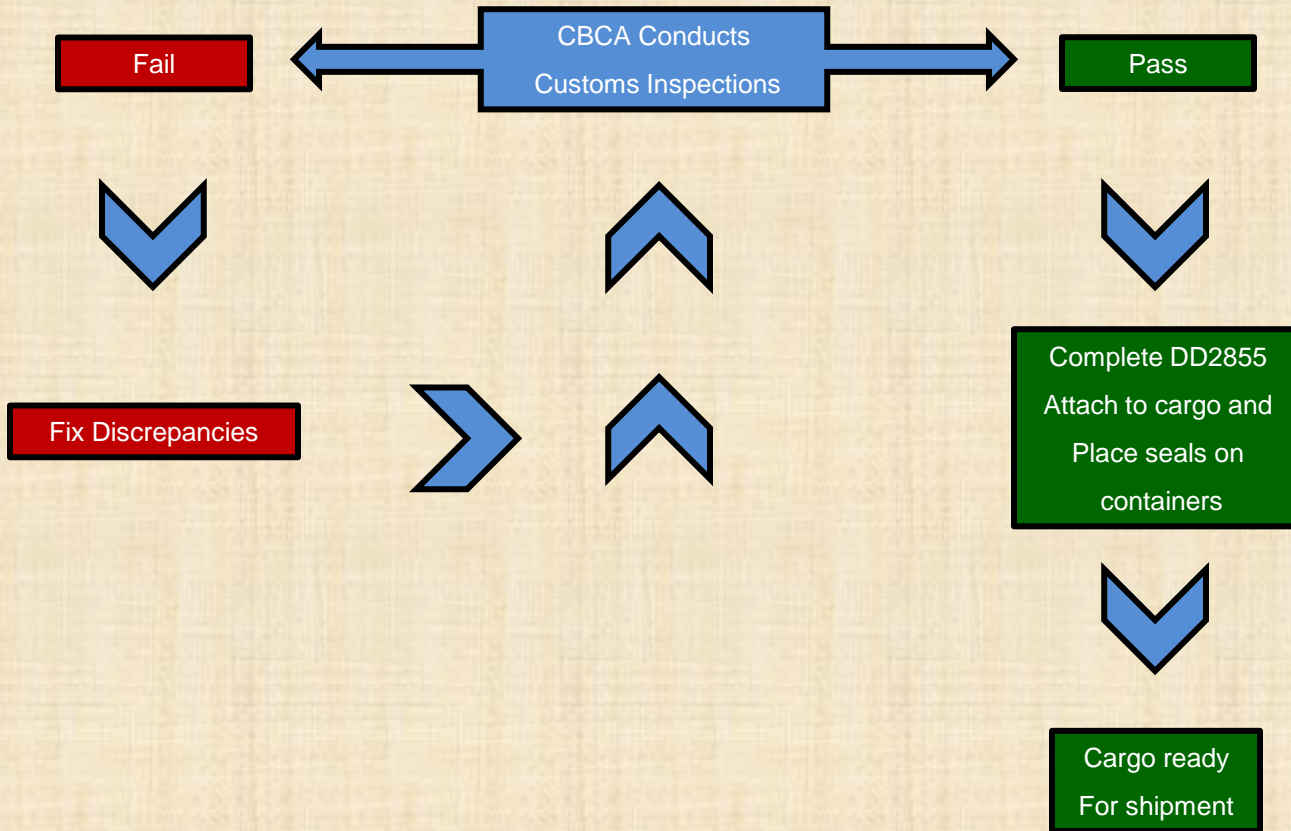 CBCA Conducts
Customs Inspections
Fail
Pass
Fix Discrepancies
Complete DD2855
Attach to cargo and
Place seals on
containers
Cargo ready
For shipment